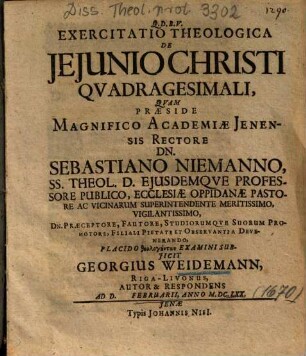 Diss. Theol. prot. 3302
1290
Q.D.B.V.
EXERCITATIO THEOLOGICA
DE
JEJUNIO CHRISTI
QVADRAGESIMALI,
QVAM
PRÆSIDE
MAGNIFICO ACADEMIÆ JENEN-
SIS RECTORE
DN.
SEBASTIANO NIEMANNO,
SS. THEOL. D. EJUSDEMQVE PROFES-
SORE PUBLICO, ECCLESIÆ OPPIDANÆ PASTO-
RE AC VICINARUM SUPERINTENDENTE MERITISSIMO,
VIGILANTISSIMO,
DN. PRÆCEPTORE, FAUTORE, STUDIORUMQVE SUORUM PRO-
MOTORE, FILIALI PIETATE ET OBSERVANTIA DEVE-
NERANDO,
PLACIDO EXAMINI SUB-
JICIT
GEORGIUS WEIDEMANN,
RIGA-LIVONUS,
AUTOR & RESPONDENS
AD D. FEBRUARII, ANNO M.DC.LXX.
(1670)
JENÆ
Typis JOHANNIS NISI.